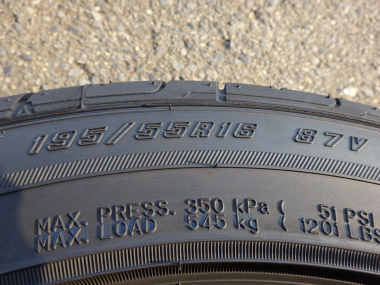 195/55R16 87V
MAX. PRESS. 350 kPa ( 51 PSI
MAX. LOAD 545 kg ( 1201 LBS